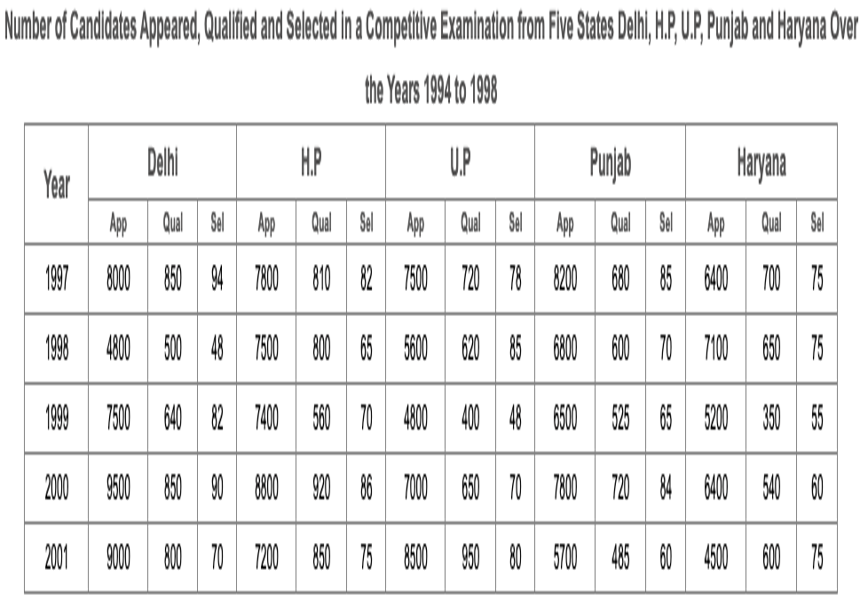 Number of Candidates Appeared, Qualified and Selected in a Competitive Examination from Five States Delhi, H.P, U.P, Punjab and Haryana Over
the Years 1994 to 1998
Year Delhi H.P U.P Punjab Haryana
App Qual Sel App Qual Sel App Qual Sel App Qual Sel App Qual Sel
1997 8000 850 94 7800 810 82 7500 720 78 8200 680 85 6400 700 75
1998 4800 500 48 7500 800 65 5600 620 85 6800 600 70 7100 650 75
1999 7500 640 82 7400 560 70 4800 400 48 6500 525 65 5200 350 55
2000 9500 850 90 8800 920 86 7000 650 70 7800 720 84 6400 540 60
2001 9000 800 70 7200 850 75 8500 950 80 5700 485 60 4500 600 75